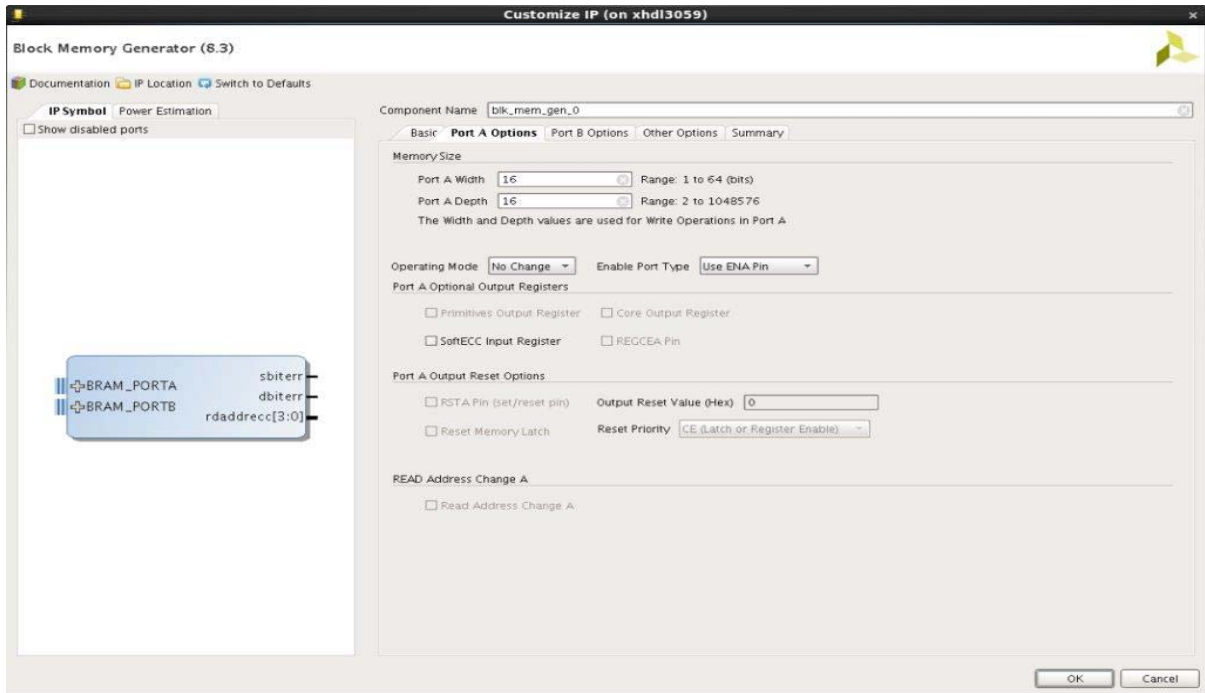 Customize IP (on xhdl3059)
Block Memory Generator (8.3)
Documentation IP Location Switch to Defaults
IP Symbol Power Estimation
Show disabled ports
BRAM_PORTA
BRAM_PORTB
sbiterr
dbiterr
rdaddrecc[3:0]
Component Name blk_mem_gen_0
Basic Port A Options Port B Options Other Options Summary
Memory Size
Port A Width 16 Range: 1 to 64 (bits)
Port A Depth 16 Range: 2 to 1048576
The Width and Depth values are used for Write Operations in Port A
Operating Mode No Change Enable Port Type Use ENA Pin
Port A Optional Output Registers
Primitives Output Register Core Output Register
SoftECC Input Register REGCEA Pin
Port A Output Reset Options
RSTA Pin (set/reset pin) Output Reset Value (Hex) 0
Reset Memory Latch Reset Priority CE (Latch or Register Enable)
READ Address Change A
Read Address Change A
OK Cancel